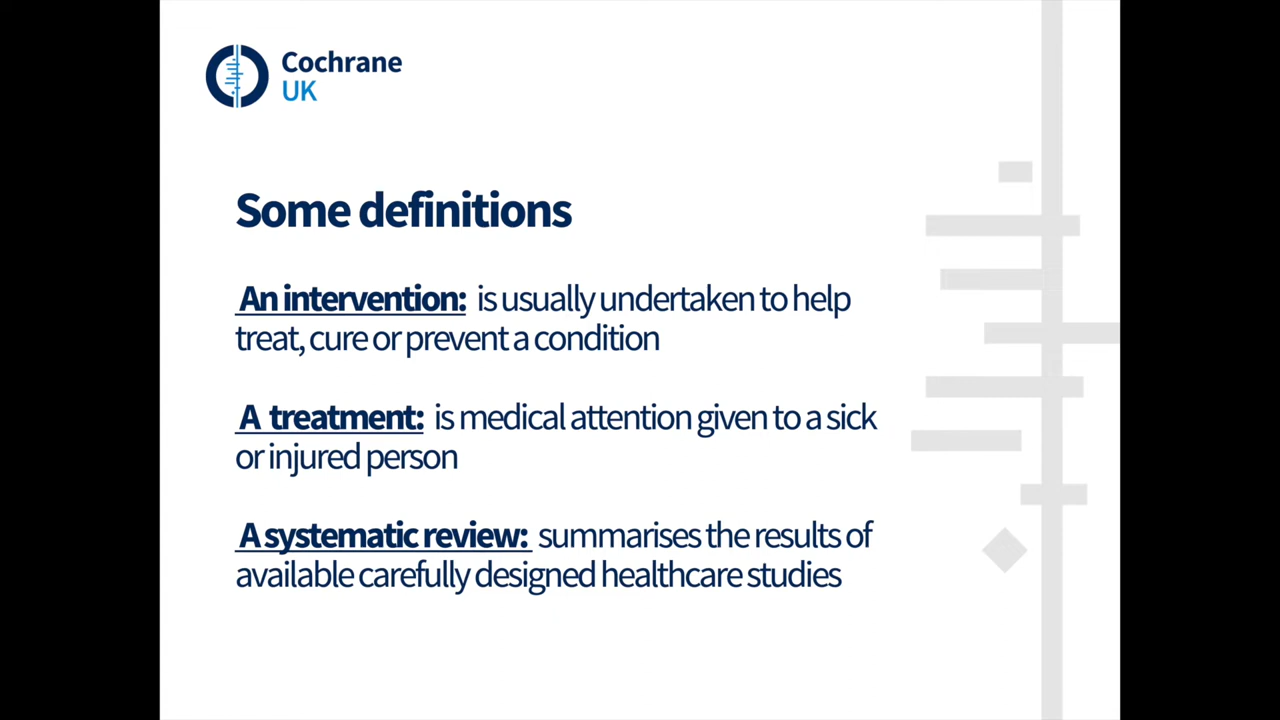 Cochrane
UK
Some definitions
An intervention: is usually undertaken to help
treat, cure or prevent a condition
A treatment: is medical attention given to a sick
or injured person
A systematic review: summarises the results of
available carefully designed healthcare studies